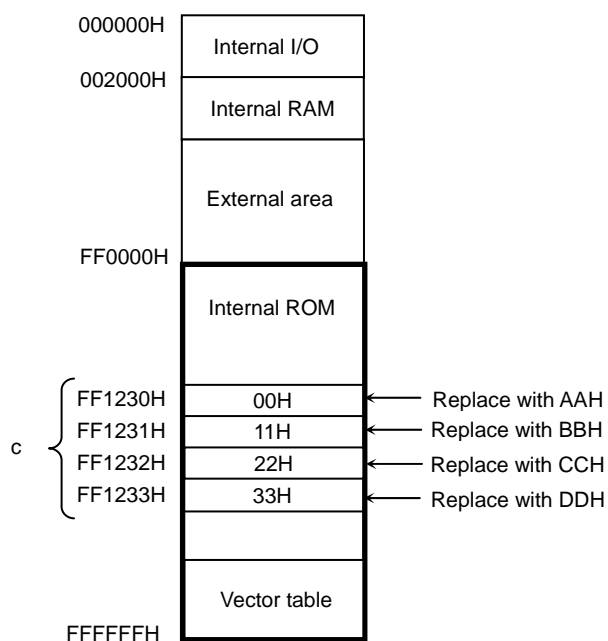 000000H
Internal I/O
002000H
Internal RAM
External area
FF0000H
Internal ROM
FF1230H 00H Replace with AAH
FF1231H 11H Replace with BBH
c FF1232H 22H Replace with CCH
FF1233H 33H Replace with DDH
Vector table
FFFFFFH